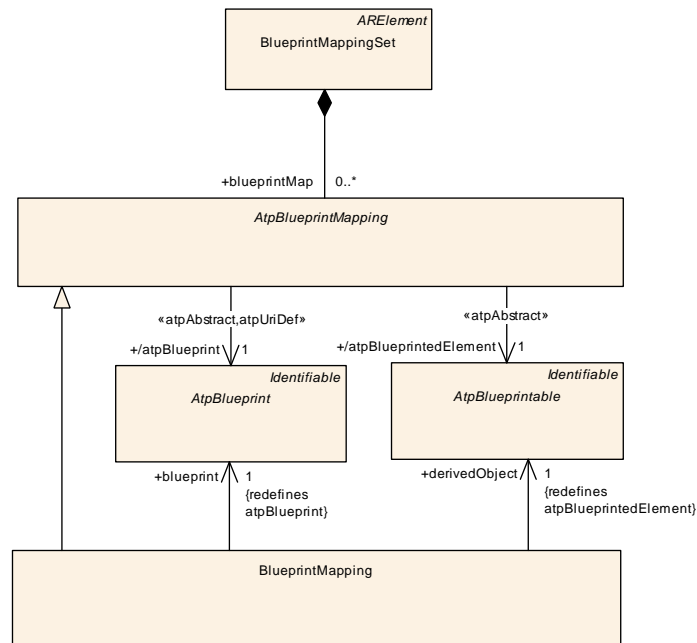 ARElement
BlueprintMappingSet
+blueprintMap 0..*
AtpBlueprintMapping
«atpAbstract,atpUriDef»
«atpAbstract»
+/atpBlueprint 1
+/atpBlueprintedElement 1
Identifiable
AtpBlueprint
Identifiable
AtpBlueprintable
+blueprint 1
{redefines
atpBlueprint}
+derivedObject 1
{redefines
atpBlueprintedElement}
BlueprintMapping